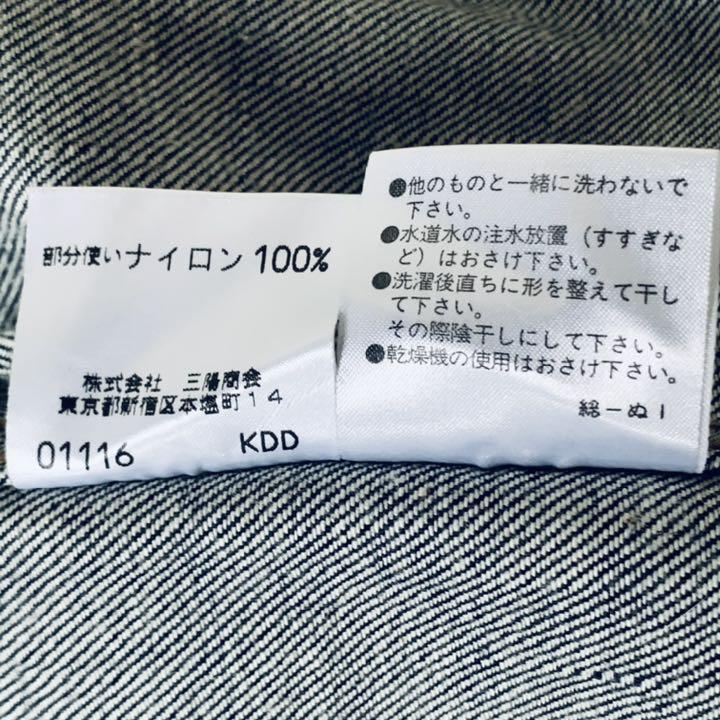 部分使いナイロン100%
株式会社 三陽商会
東京都新宿区本塩町14
01116 KDD
●他のものと一緒に洗わないで
下さい。
●水道水の注水放置(すすぎな
ど)はおさけ下さい。
●洗濯後直ちに形を整えて干し
て下さい。
その際陰干しにして下さい。
●乾燥機の使用はおさけ下さい。
綿ーぬ1